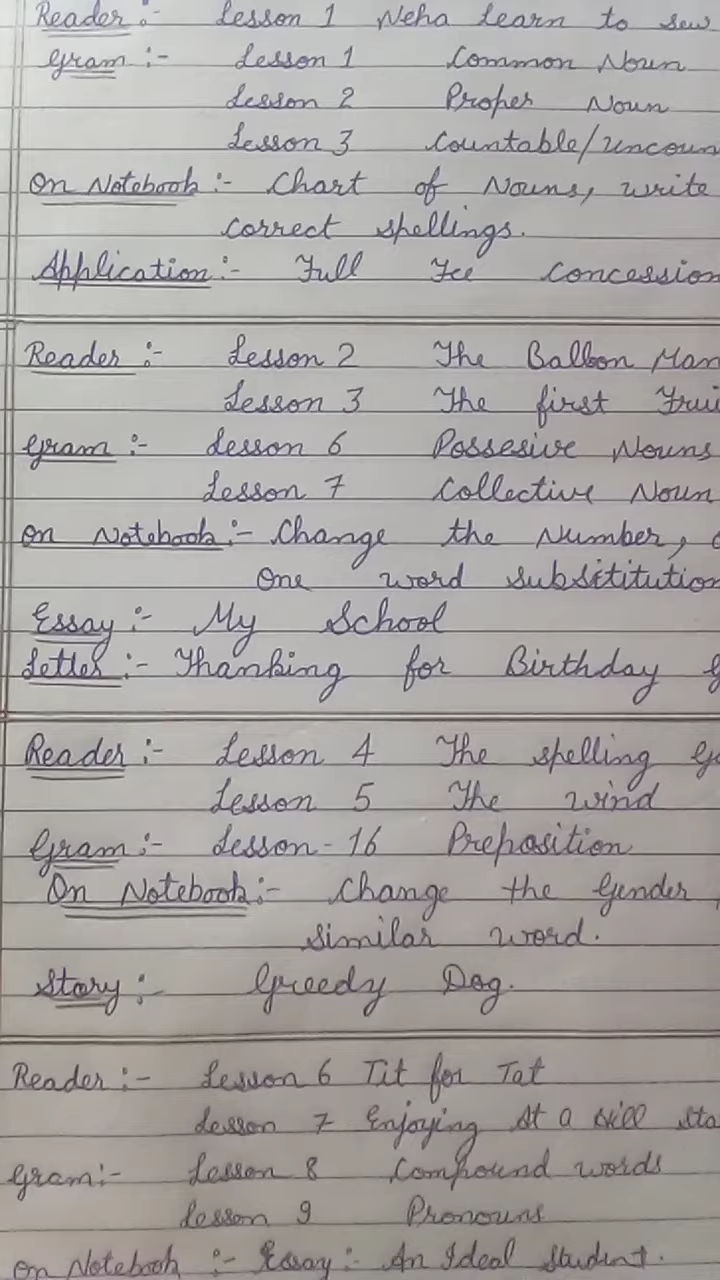 Reader :- Lesson 1 Neha Learn to sew
Gram :- Lesson 1 Common Noun
Lesson 2 Proper Noun
Lesson 3 Countable/Uncoun
On Notebook :- Chart of Nouns, write
correct spellings.
Application :- Full Fee Concession
Reader :- Lesson 2 The Balloon Man
Lesson 3 The first Frui
Gram :- Lesson 6 Possesive Nouns
Lesson 7 Collective Noun
On Notebook :- Change the Number,
One word subsititution
Essay :- My School
Letter :- Thanking for Birthday
Reader :- Lesson 4 The spelling
Lesson 5 The wind
Gram :- Lesson - 16 Preposition
On Notebook :- Change the Gender,
similar word.
Story :- Greedy Dog.
Reader :- Lesson 6 Tit for Tat
Lesson 7 Enjoying At a Hill sta
Gram :- Lesson 8 Compound words
Lesson 9 Pronouns
On Notebook :- Essay :- An Ideal student.